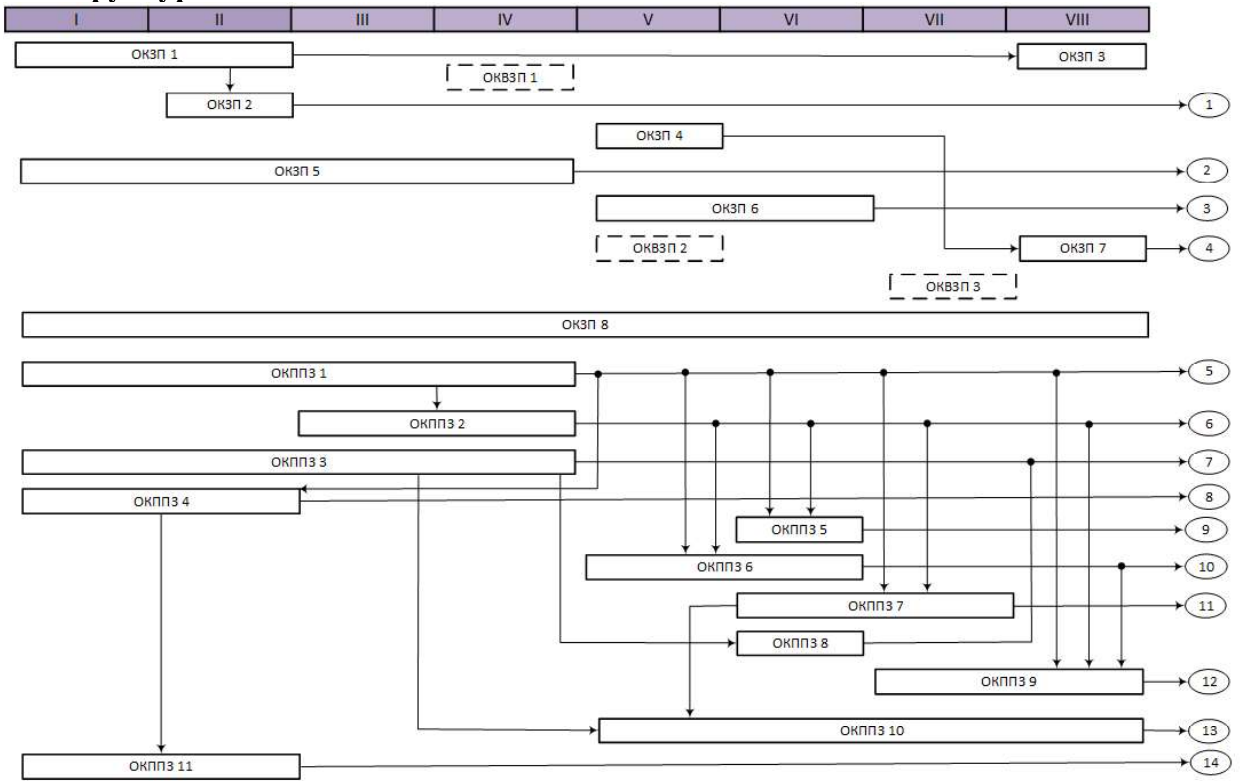 I II III IV V VI VII VIII
ОКЗП 1 ОКЗП 3
ОКВЗП 1
ОКЗП 2 1
ОКЗП 4
ОКЗП 5 2
ОКЗП 6 3
ОКВЗП 2 ОКЗП 7 4
ОКВЗП 3
ОКЗП 8
ОКППЗ 1 5
ОКППЗ 2 6
ОКППЗ 3 7
ОКППЗ 4 8
ОКППЗ 5 9
ОКППЗ 6 10
ОКППЗ 7 11
ОКППЗ 8
ОКППЗ 9 12
ОКППЗ 10 13
ОКППЗ 11 14